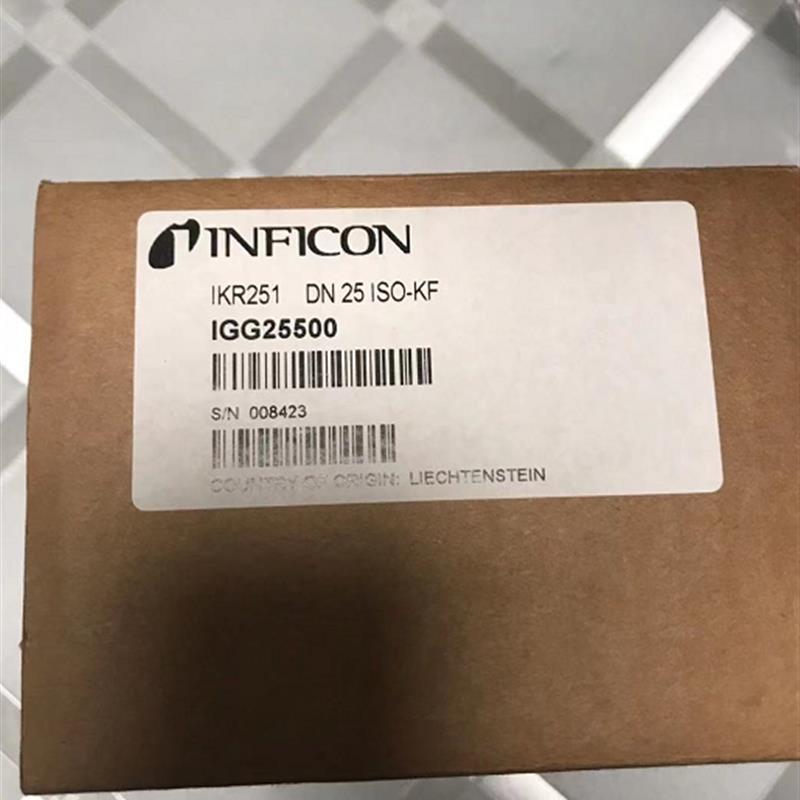 INFICON
IKR251 DN 25 ISO-KF
IGG25500
S/N 008423
COUNTRY OF ORIGIN: LIECHTENSTEIN